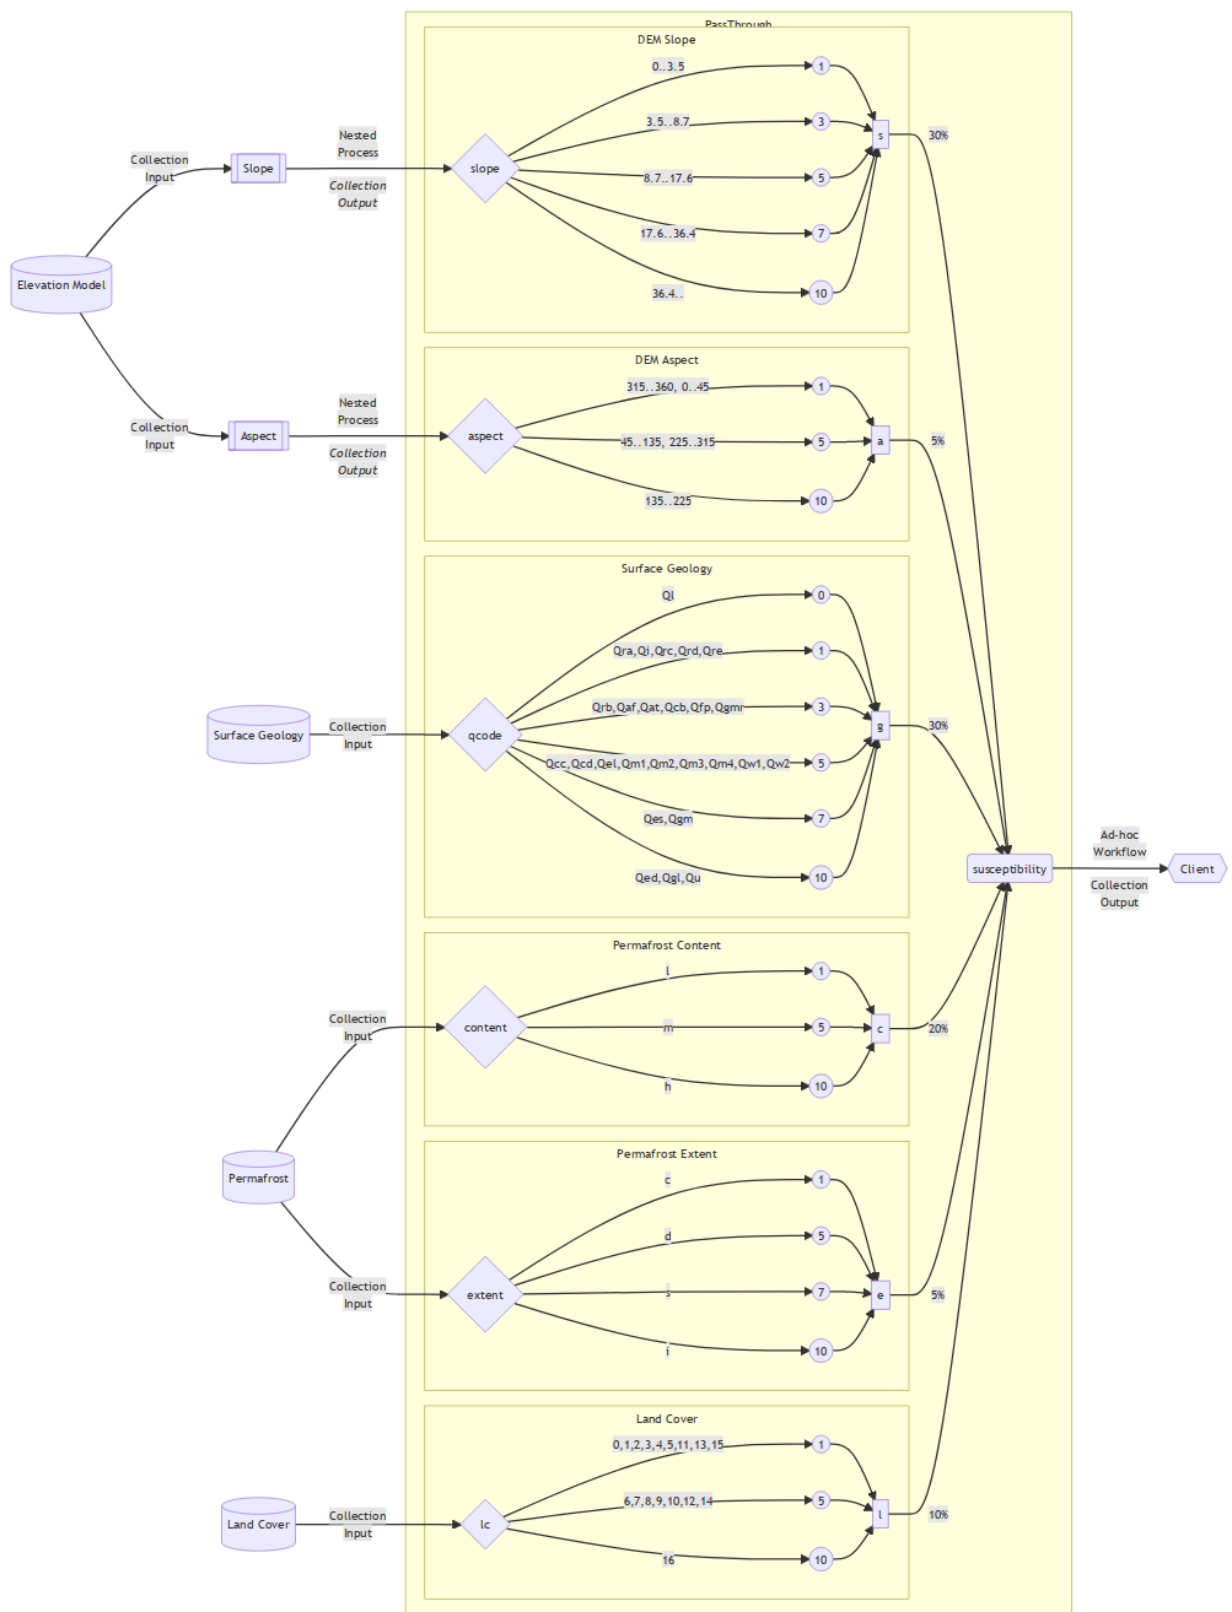 PassThrough
DEM Slope
0..3.5
1
3.5..8.7
3
s
30%
Nested
Process
Collection
Input
Slope
slope
8.7..17.6
5
Collection
Output
17.6..36.4
7
Elevation Model
36.4..
10
DEM Aspect
315..360, 0..45
1
Nested
Process
Collection
Input
Aspect
aspect
45..135, 225..315
5
a
5%
Collection
Output
135..225
10
Surface Geology
Ql
0
Qra,Qi,Qrc,Qrd,Qre
1
Qrb,Qaf,Qat,Qcb,Qfp,Qgmr
3
g
30%
Surface Geology
Collection
Input
qcode
Qcc,Qcd,Qel,Qm1,Qm2,Qm3,Qm4,Qw1,Qw2
5
Qes,Qgm
7
Qed,Qgl,Qu
10
susceptibility
Ad-hoc
Workflow
Client
Collection
Output
Permafrost Content
l
1
Collection
Input
content
m
5
c
20%
h
10
Permafrost
Permafrost Extent
c
1
d
5
Collection
Input
extent
s
7
e
5%
i
10
Land Cover
0,1,2,3,4,5,11,13,15
1
6,7,8,9,10,12,14
5
l
10%
Land Cover
Collection
Input
lc
16
10